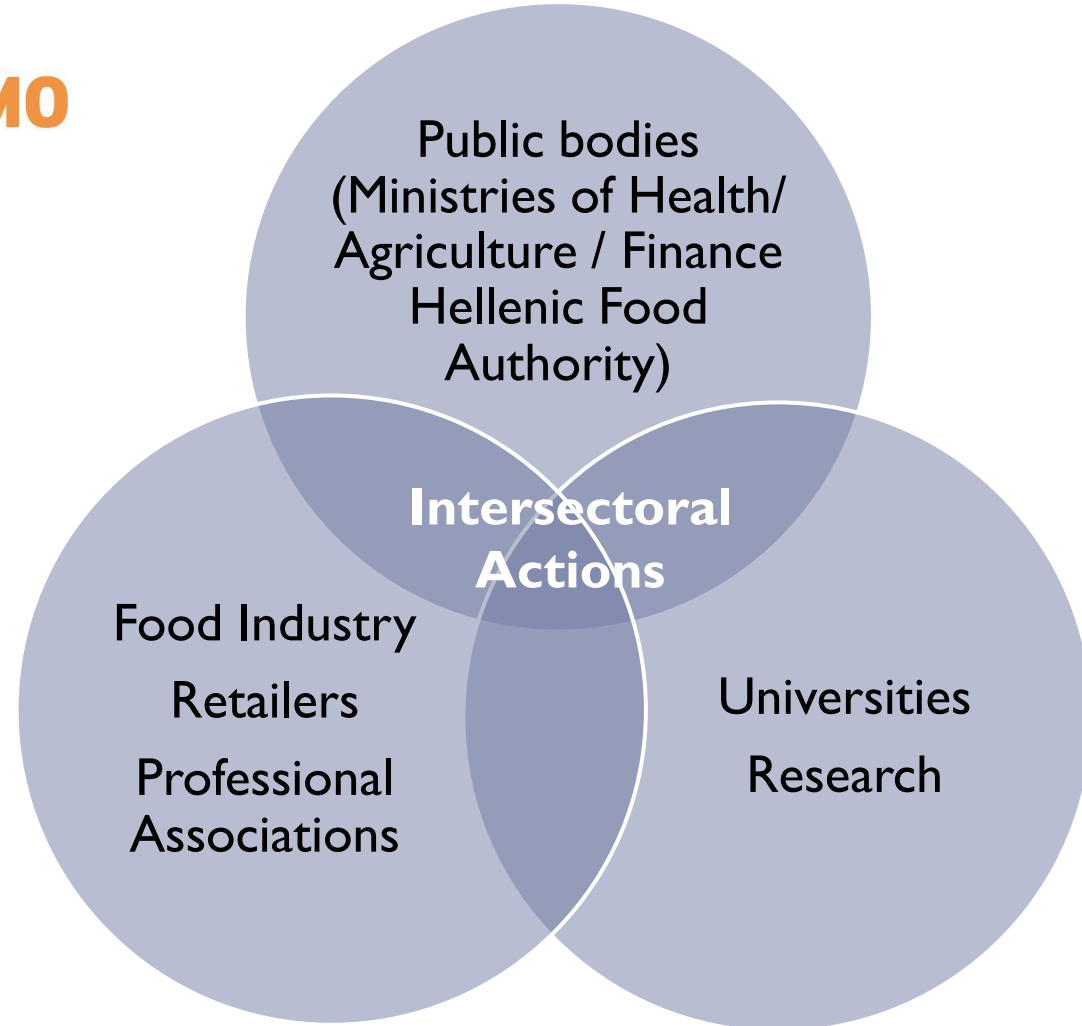 MO
Public bodies
(Ministries of Health/
Agriculture / Finance
Hellenic Food
Authority)
Intersectoral
Actions
Food Industry
Retailers
Professional
Associations
Universities
Research